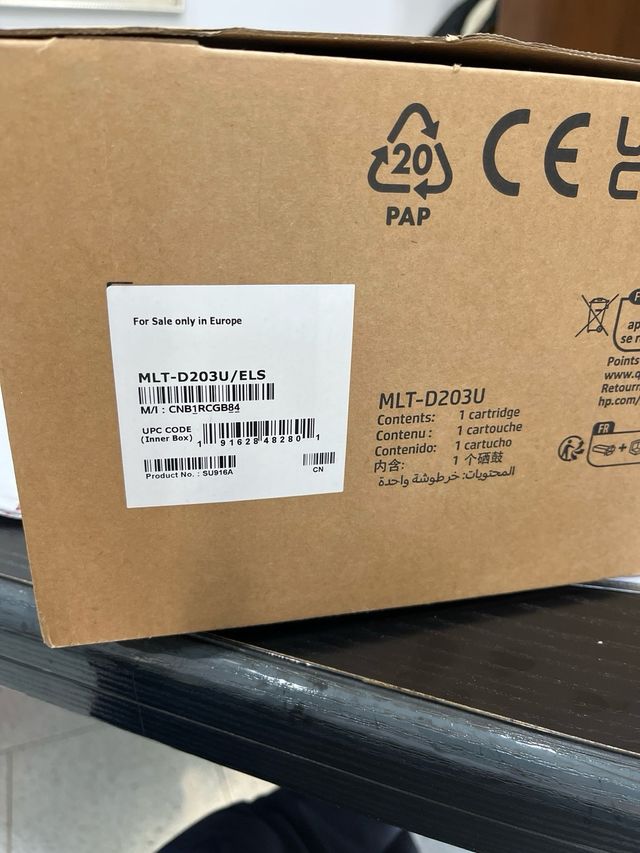 20
PAP
CE
For Sale only in Europe
MLT-D203U/ELS
M/I : CNB1RCGB84
UPC CODE
(Inner Box)
1 91628 48280 1
Product No. : SU916A
CN
MLT-D203U
Contents: 1 cartridge
Contenu : 1 cartouche
Contenido: 1 cartucho
内含: 1 个硒鼓
المحتويات: خرطوشة واحدة
se r
Points
www.q
Retourn
hp.com/
FR
+